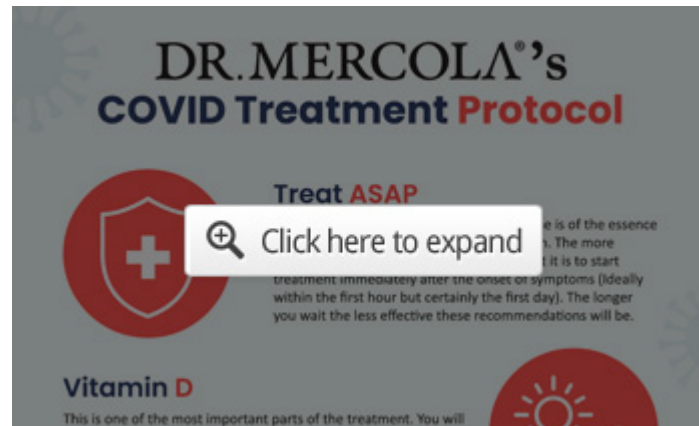 DR.MERCOLA®'s
COVID Treatment Protocol
Treat ASAP
e is of the essence
. The more
t it is to start
Click here to expand
treatment immediately after the onset of symptoms (Ideally
within the first hour but certainly the first day). The longer
you wait the less effective these recommendations will be.
Vitamin D
This is one of the most important parts of the treatment. You will